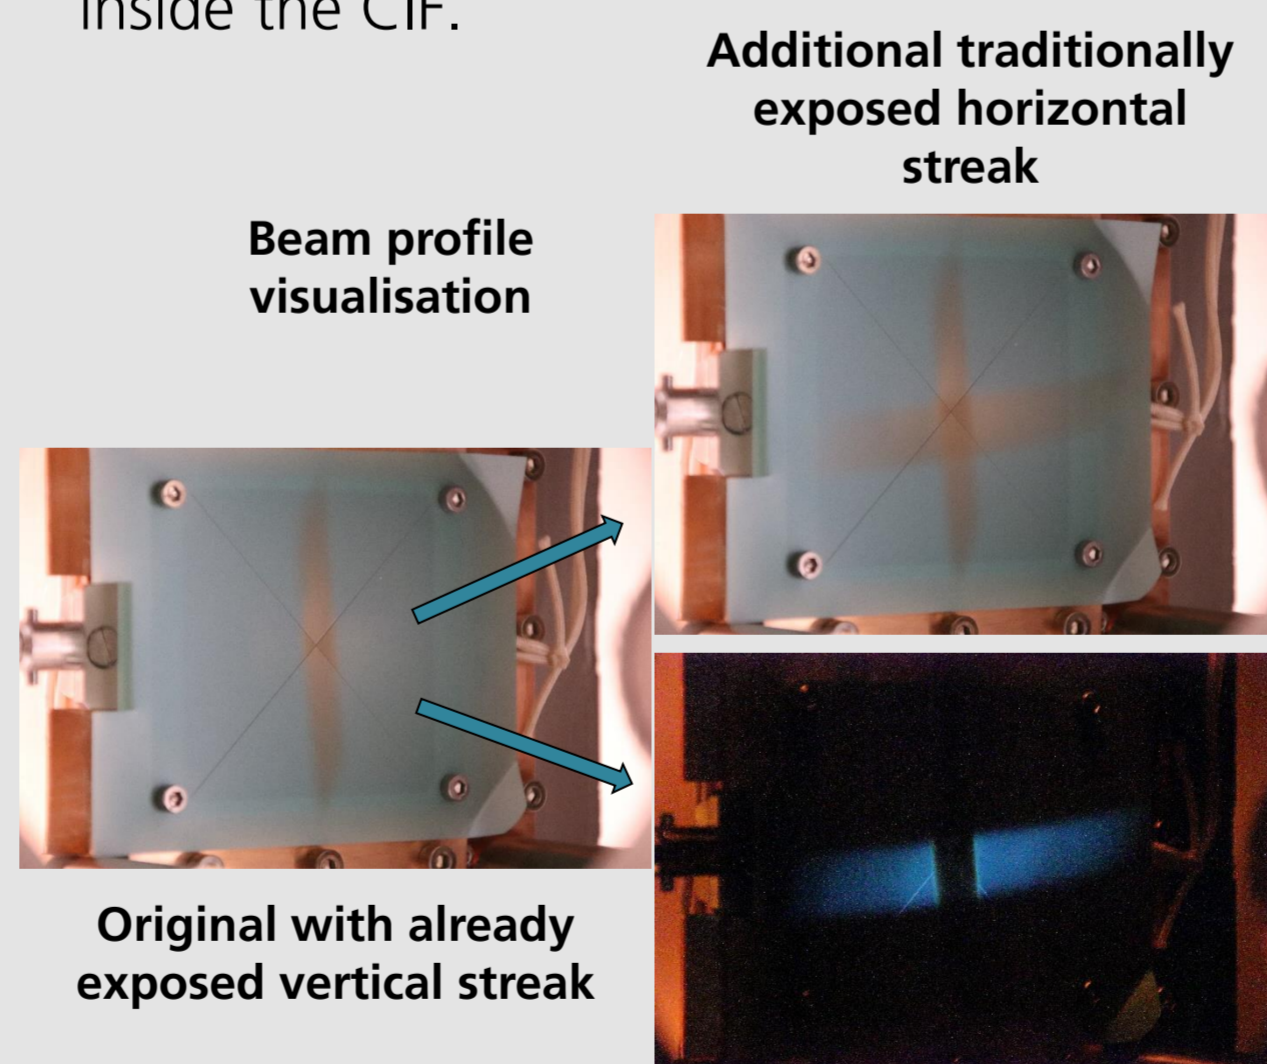 inside the CIF.
Additional traditionally
exposed horizontal
streak
Beam profile
visualisation
Original with already
exposed vertical streak